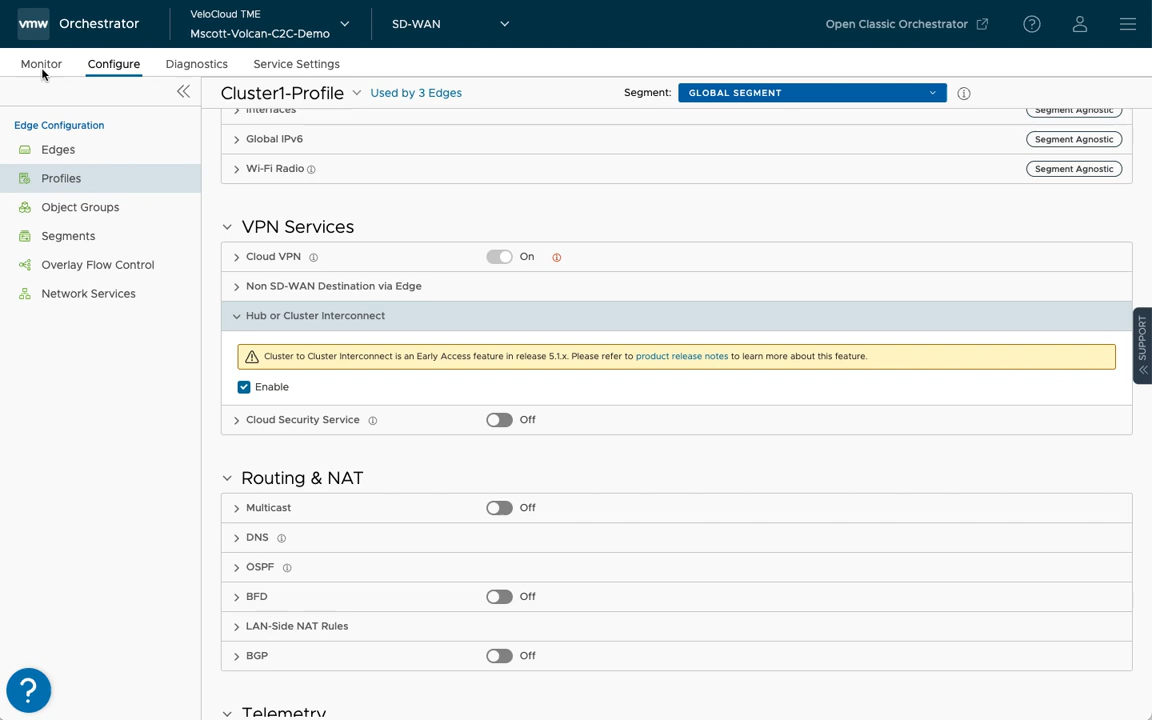 vmw Orchestrator
VeloCloud TME
Mscott-Volcan-C2C-Demo
SD-WAN
Open Classic Orchestrator
Monitor
Configure
Diagnostics
Service Settings
Cluster1-Profile
Used by 3 Edges
Segment:
GLOBAL SEGMENT
Edge Configuration
Edges
Profiles
Object Groups
Segments
Overlay Flow Control
Network Services
Interfaces
Segment Agnostic
Global IPv6
Segment Agnostic
Wi-Fi Radio
Segment Agnostic
VPN Services
Cloud VPN
On
Non SD-WAN Destination via Edge
Hub or Cluster Interconnect
Cluster to Cluster Interconnect is an Early Access feature in release 5.1.x. Please refer to product release notes to learn more about this feature.
Enable
Cloud Security Service
Off
Routing & NAT
Multicast
Off
DNS
OSPF
BFD
Off
LAN-Side NAT Rules
BGP
Off
Telemetry
SUPPORT